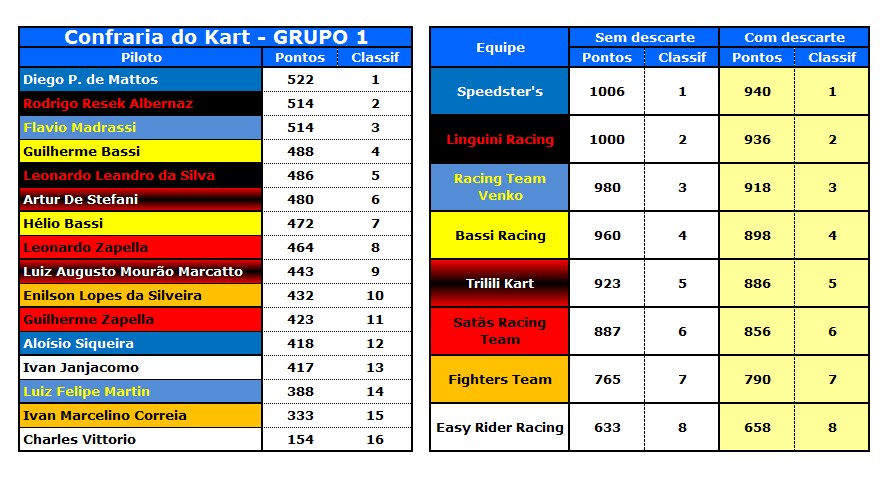 Confraria do Kart - GRUPO 1
Piloto Pontos Classif
Diego P. de Mattos 522 1
Rodrigo Resek Albernaz 514 2
Flavio Madrassi 514 3
Guilherme Bassi 488 4
Leonardo Leandro da Silva 486 5
Artur De Stefani 480 6
Hélio Bassi 472 7
Leonardo Zapella 464 8
Luiz Augusto Mourão Marcatto 443 9
Enilson Lopes da Silveira 432 10
Guilherme Zapella 423 11
Aloísio Siqueira 418 12
Ivan Janjacomo 417 13
Luiz Felipe Martin 388 14
Ivan Marcelino Correia 333 15
Charles Vittorio 154 16
Equipe Sem descarte Com descarte
Pontos Classif Pontos Classif
Speedster's 1006 1 940 1
Linguini Racing 1000 2 936 2
Racing Team
Venko 980 3 918 3
Bassi Racing 960 4 898 4
Trilili Kart 923 5 886 5
Satãs Racing
Team 887 6 856 6
Fighters Team 765 7 790 7
Easy Rider Racing 633 8 658 8